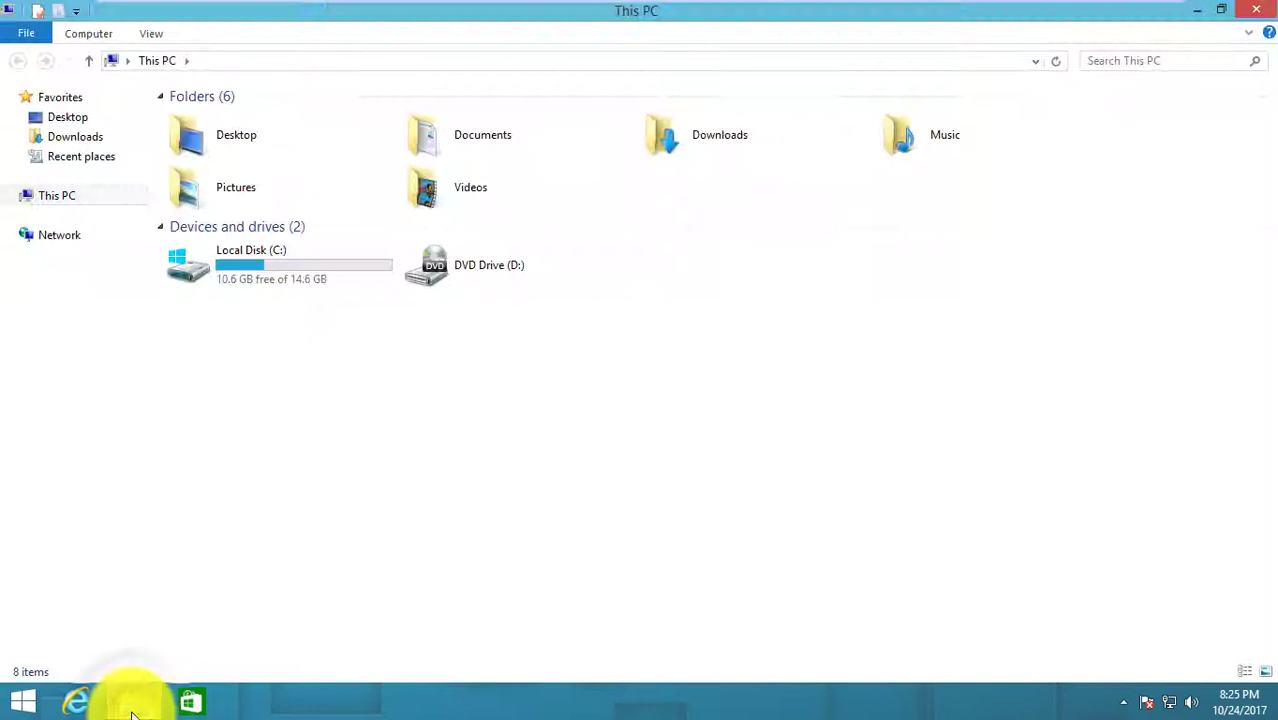 This PC
File Computer View
This PC
Search This PC
Favorites
Desktop
Downloads
Recent places
This PC
Network
Folders (6)
Desktop Documents Downloads Music
Pictures Videos
Devices and drives (2)
Local Disk (C:)
10.6 GB free of 14.6 GB
DVD
DVD Drive (D:)
8 items
8:25 PM
10/24/2017